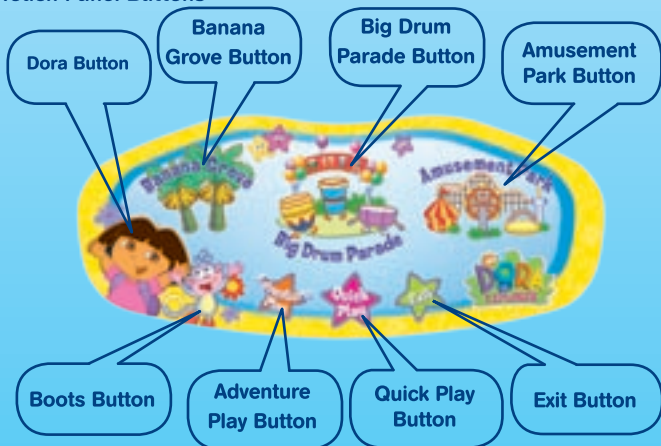 Touch Panel Buttons
Dora Button
Banana
Grove Button
Big Drum
Parade Button
Amusement
Park Button
Banana Grove
Amusement Park
Big Drum Parade
Quick
Play
Exit
DORA
Boots Button
Adventure
Play Button
Quick Play
Button
Exit Button